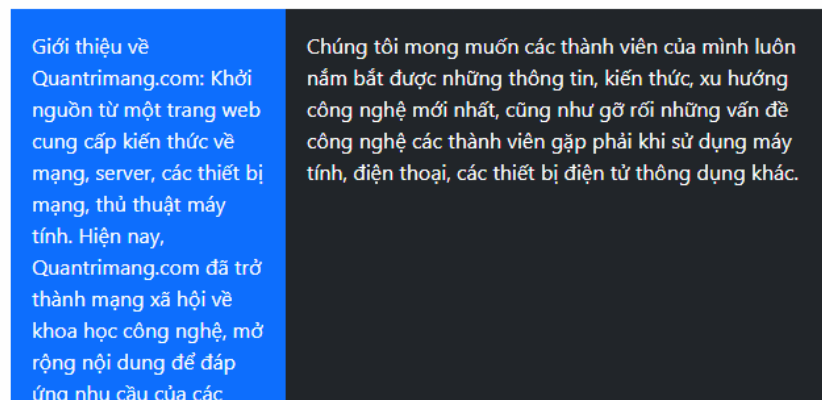 Giới thiệu về
Quantrimang.com: Khởi
nguồn từ một trang web
cung cấp kiến thức về
mạng, server, các thiết bị
mạng, thủ thuật máy
tính. Hiện nay,
Quantrimang.com đã trở
thành mạng xã hội về
khoa học công nghệ, mở
rộng nội dung để đáp
ứng nhu cầu của các
Chúng tôi mong muốn các thành viên của mình luôn
nắm bắt được những thông tin, kiến thức, xu hướng
công nghệ mới nhất, cũng như gỡ rối những vấn đề
công nghệ các thành viên gặp phải khi sử dụng máy
tính, điện thoại, các thiết bị điện tử thông dụng khác.